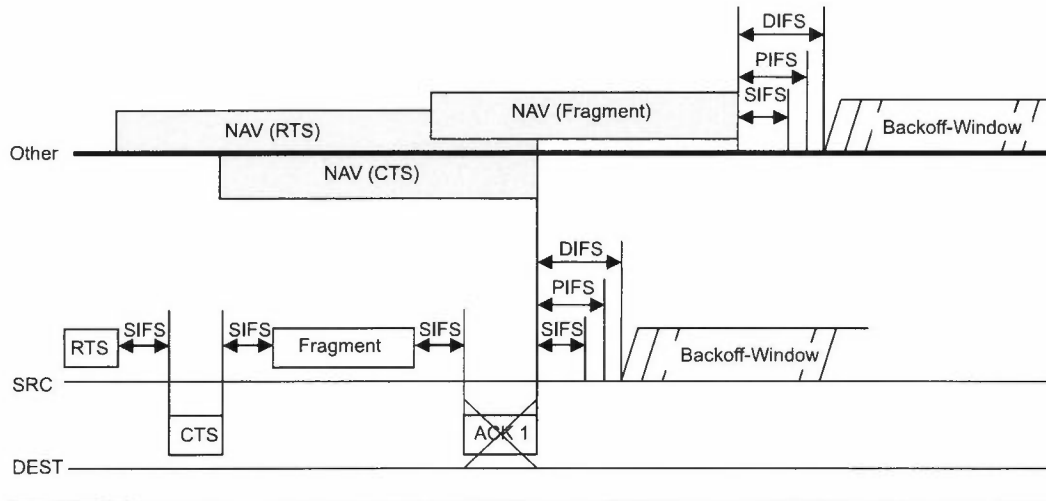 DIFS
PIFS
SIFS
NAV (Fragment)
NAV (RTS)
Backoff-Window
Other
NAV (CTS)
DIFS
PIFS
SIFS
SIFS
SIFS
SIFS
RTS
Fragment
Backoff-Window
SRC
CTS
ACK 1
DEST